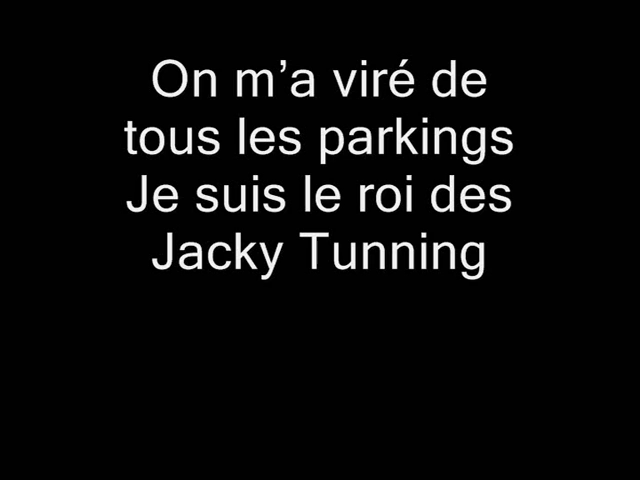 On m’a viré de
tous les parkings
Je suis le roi des
Jacky Tunning